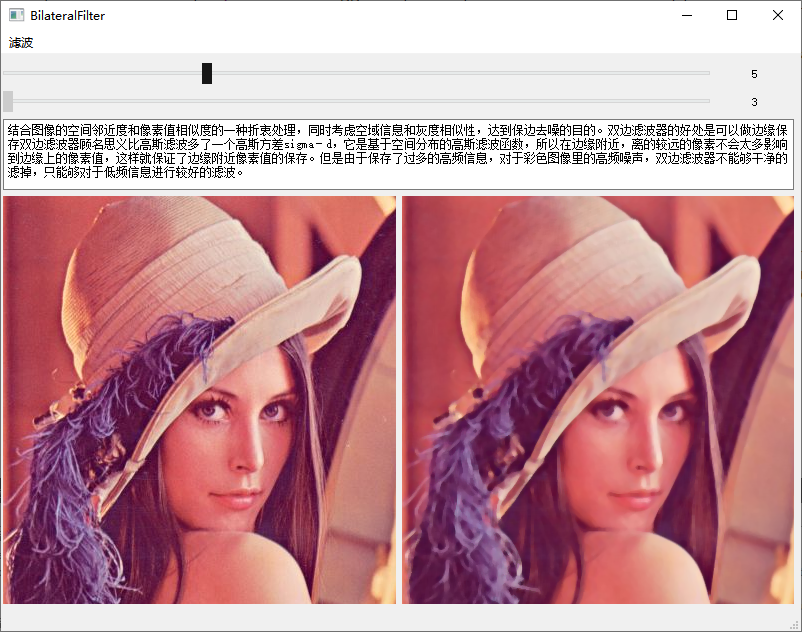 BilateralFilter
滤波
5
3
结合图像的空间邻近度和像素值相似度的一种折衷处理，同时考虑空域信息和灰度相似性，达到保边去噪的目的。双边滤波器的好处是可以做边缘保
存双边滤波器顾名思义比高斯滤波多了一个高斯方差sigma-d，它是基于空间分布的高斯滤波函数，所以在边缘附近，离的较远的像素不会太多影响
到边缘上的像素值，这样就保证了边缘附近像素值的保存。但是由于保存了过多的高频信息，对于彩色图像里的高频噪声，双边滤波器不能够干净的
滤掉，只能够对于低频信息进行较好的滤波。